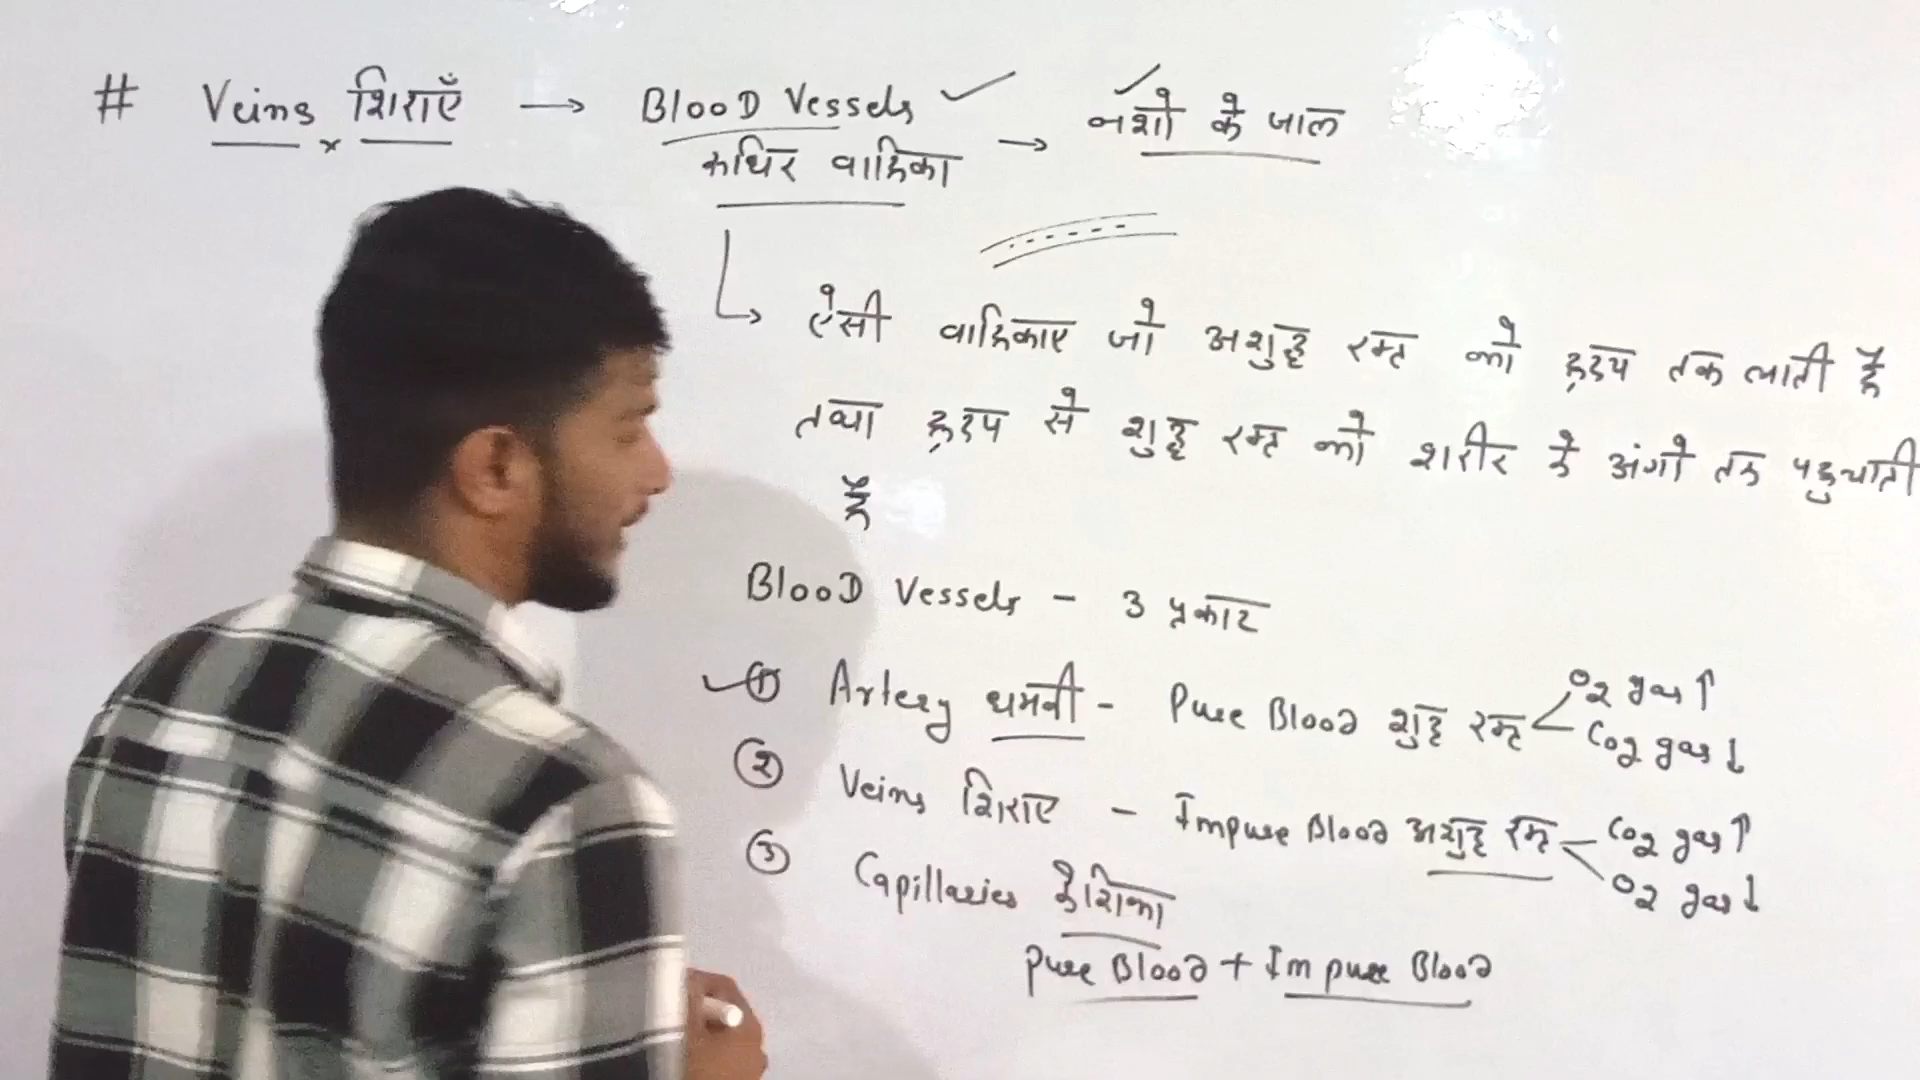 # Veins शिराएँ → Blood Vessels → नशो के जाल
रूधिर वाहिका
ऐसी वाहिकाए जो अशुद्ध रक्त को ह्रदय तक लाती है
तथा ह्रदय से शुद्ध रक्त को शरीर के अंगो तक पहुचाती
है
Blood Vessels - 3 प्रकार
① Artery धमनी - Pure Blood शुद्ध रक्त < O2 gas ↑
CO2 gas ↓
② Veins शिराए - Impure Blood अशुद्ध रक्त < CO2 gas ↑
O2 gas ↓
③ Capillaries केशिका
Pure Blood + Impure Blood